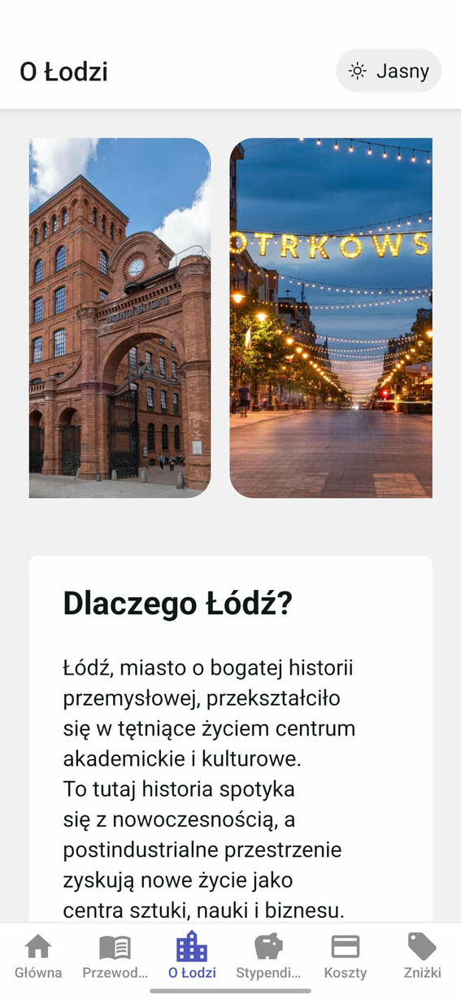 O Łodzi
Jasny
manufaktura
OTRKOWS
Dlaczego Łódź?
Łódź, miasto o bogatej historii
przemysłowej, przekształciło
się w tętniące życiem centrum
akademickie i kulturowe.
To tutaj historia spotyka
się z nowoczesnością, a
postindustrialne przestrzenie
zyskują nowe życie jako
centra sztuki, nauki i biznesu.
Główna
Przewod...
O Łodzi
Stypendi...
Koszty
Zniżki